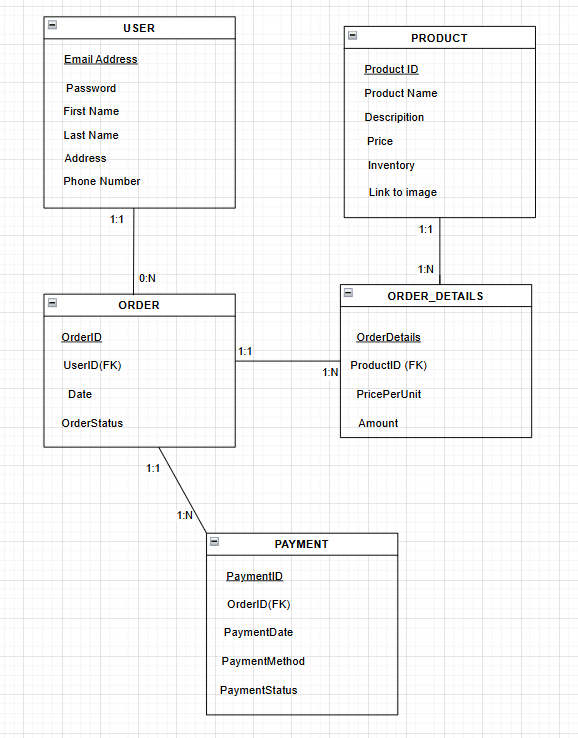 USER
Email Address
Password
First Name
Last Name
Address
Phone Number
1:1
0:N
PRODUCT
Product ID
Product Name
Descripition
Price
Inventory
Link to image
1:1
1:N
ORDER
OrderID
UserID(FK)
Date
OrderStatus
1:1
1:N
ORDER_DETAILS
OrderDetails
ProductID (FK)
PricePerUnit
Amount
1:1
1:N
PAYMENT
PaymentID
OrderID(FK)
PaymentDate
PaymentMethod
PaymentStatus